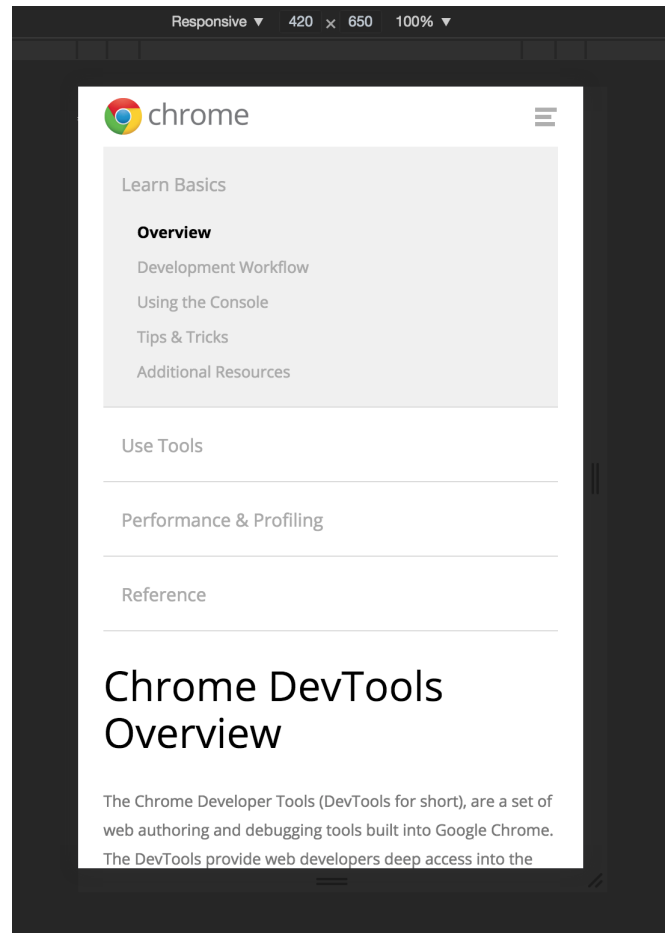 Responsive ▼ 420 × 650 100% ▼
chrome
Learn Basics
Overview
Development Workflow
Using the Console
Tips & Tricks
Additional Resources
Use Tools
Performance & Profiling
Reference
Chrome DevTools
Overview
The Chrome Developer Tools (DevTools for short), are a set of
web authoring and debugging tools built into Google Chrome.
The DevTools provide web developers deep access into the